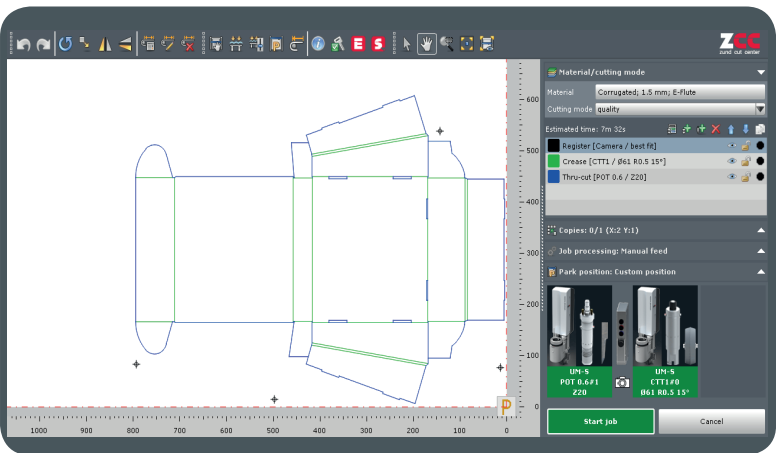 E S
ZCC
zund cut center
Material/cutting mode
Material Corrugated; 1.5 mm; E-Flute
Cutting mode quality
Estimated time: 7m 32s
Register [Camera / best fit]
Crease [CTT1 / Ø61 R0.5 15°]
Thru-cut [POT 0.6 / Z20]
Copies: 0/1 (X:2 Y:1)
Job processing: Manual feed
Park position: Custom position
UM-S
POT 0.6#1
Z20
UM-S
CTT1#0
Ø61 R0.5 15°
Start job Cancel
600
500
400
300
200
100
0
P
1000 900 800 700 600 500 400 300 200 100 0